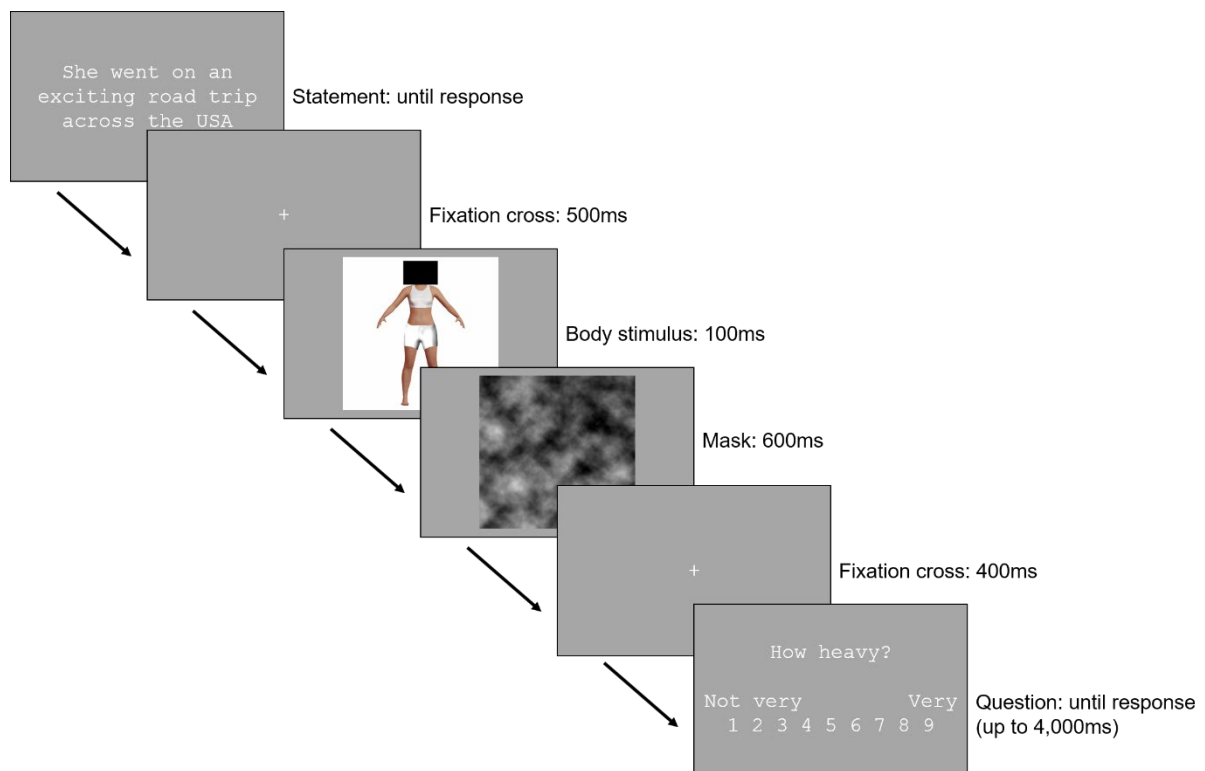 She went on an
exciting road trip
across the USA
Statement: until response
+
Fixation cross: 500ms
Body stimulus: 100ms
Mask: 600ms
+
Fixation cross: 400ms
How heavy?
Not very Very
1 2 3 4 5 6 7 8 9
Question: until response
(up to 4,000ms)